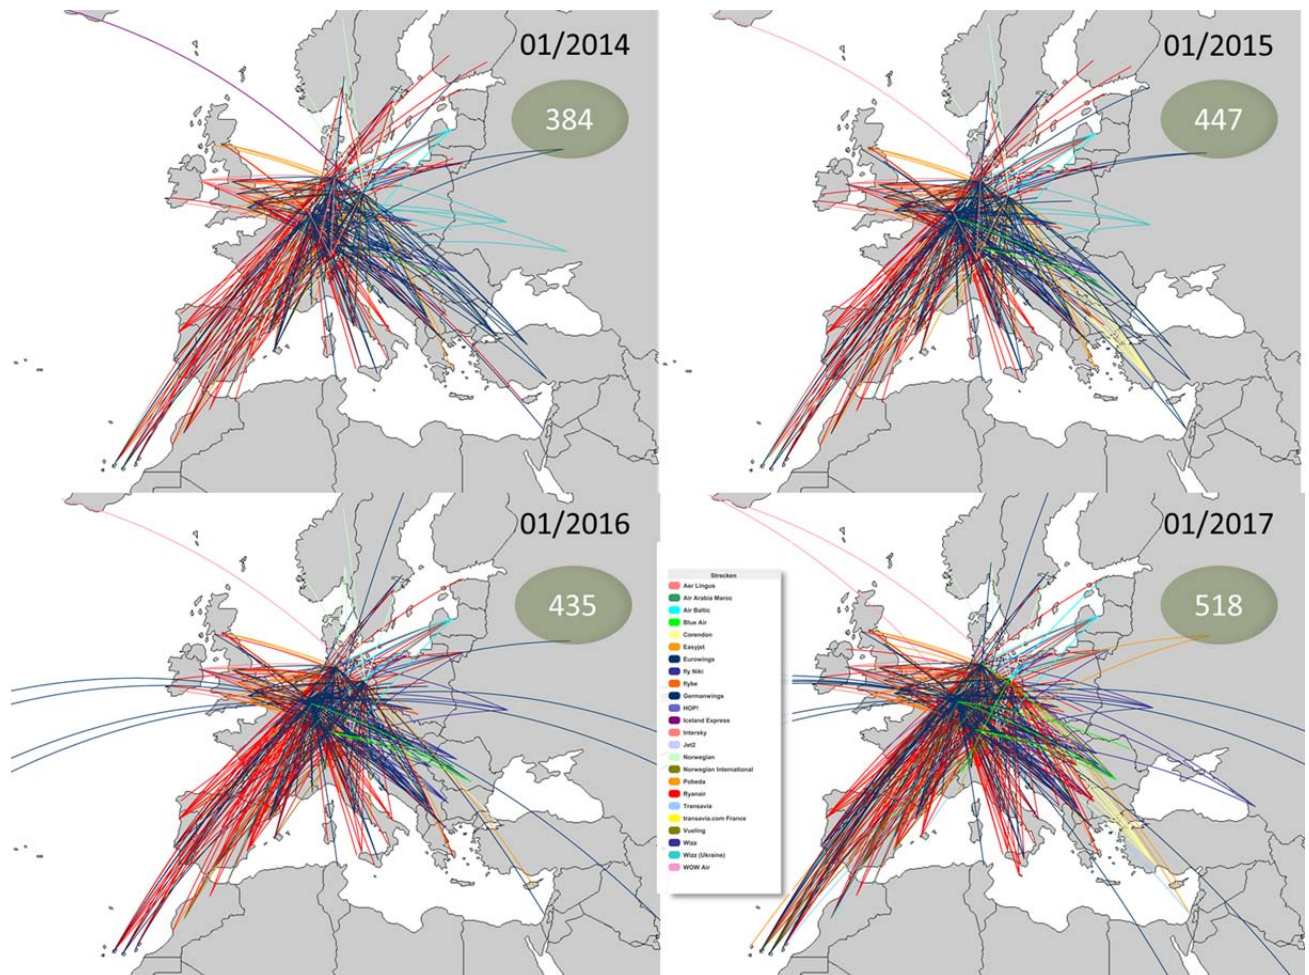 01/2014
384
01/2015
447
01/2016
435
01/2017
518
Strecken
Aer Lingus
Air Arabia Maroc
Air Baltic
Blue Air
Corendon
Easyjet
Eurowings
fly Niki
flybe
Germanwings
HOP!
Iceland Express
Intersky
Jet2
Norwegian
Norwegian International
Pobeda
Ryanair
Transavia
transavia.com France
Vueling
Wizz
Wizz (Ukraine)
WOW Air